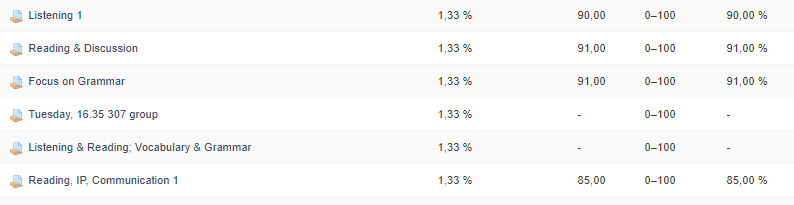 Listening 1 1,33 % 90,00 0–100 90,00 %
Reading & Discussion 1,33 % 91,00 0–100 91,00 %
Focus on Grammar 1,33 % 91,00 0–100 91,00 %
Tuesday, 16.35 307 group 1,33 % - 0–100 -
Listening & Reading; Vocabulary & Grammar 1,33 % - 0–100 -
Reading, IP, Communication 1 1,33 % 85,00 0–100 85,00 %